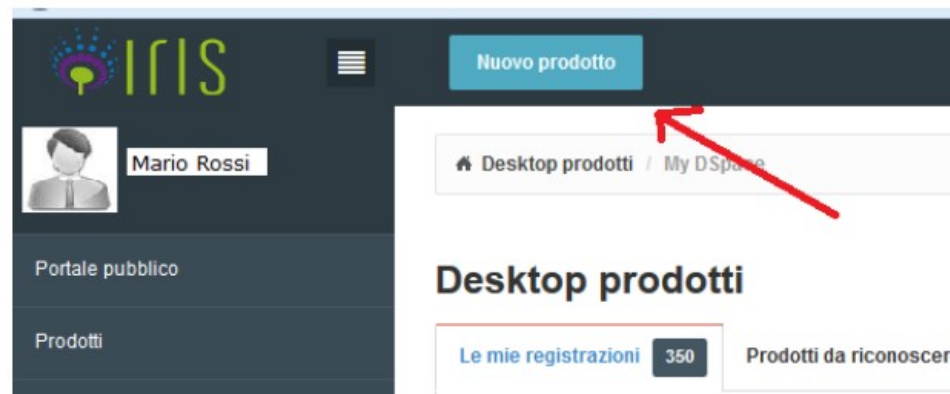 IRIS
Nuovo prodotto
Mario Rossi
Desktop prodotti / My DSpace
Portale pubblico
Desktop prodotti
Prodotti
Le mie registrazioni 350 Prodotti da riconoscer